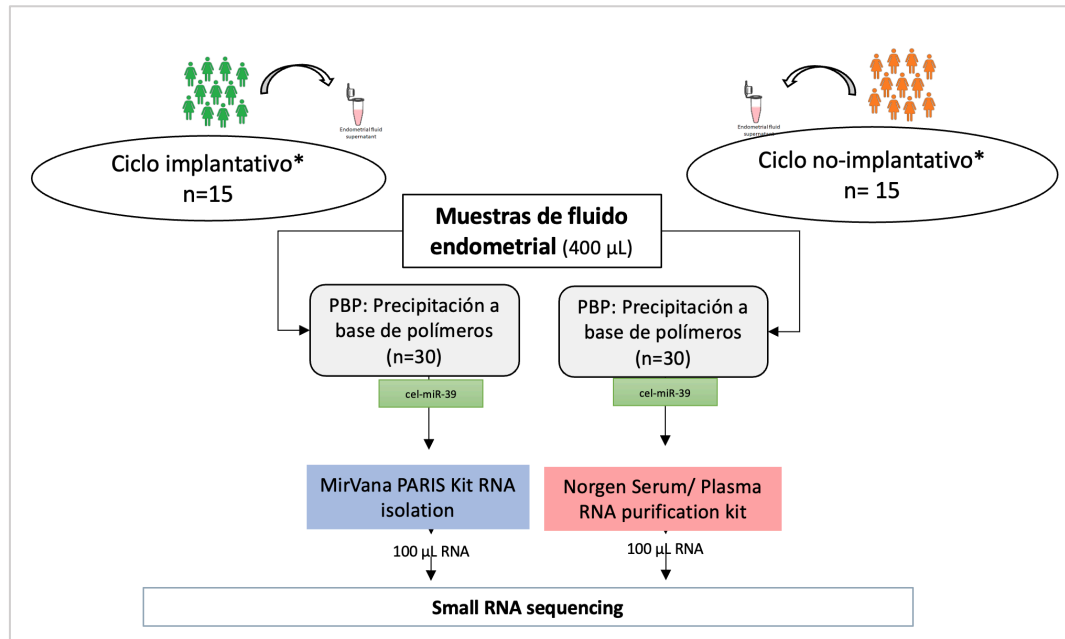 Endometrial fluid
supernatant
Endometrial fluid
supernatant
Ciclo implantativo*
n=15
Ciclo no-implantativo*
n= 15
Muestras de fluido
endometrial (400 µL)
PBP: Precipitación a
base de polímeros
(n=30)
PBP: Precipitación a
base de polímeros
(n=30)
cel-miR-39
cel-miR-39
MirVana PARIS Kit RNA
isolation
Norgen Serum/ Plasma
RNA purification kit
100 µL RNA
100 µL RNA
Small RNA sequencing